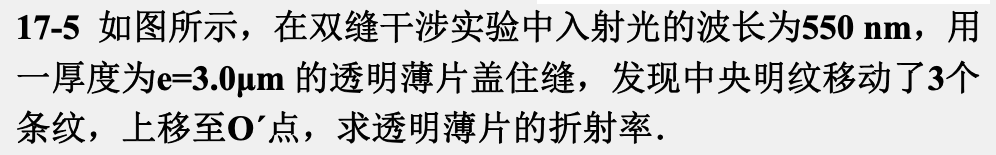 17-5 如图所示，在双缝干涉实验中入射光的波长为550 nm，用
一厚度为e=3.0μm 的透明薄片盖住缝，发现中央明纹移动了3个
条纹，上移至O′点，求透明薄片的折射率．